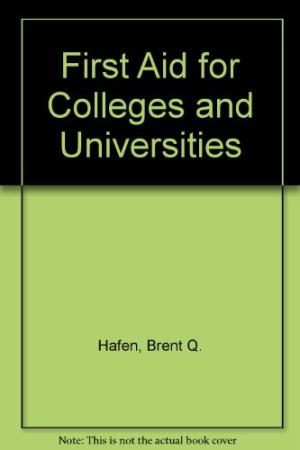 First Aid for
Colleges and
Universities
Hafen, Brent Q.
Note: This is not the actual book cover